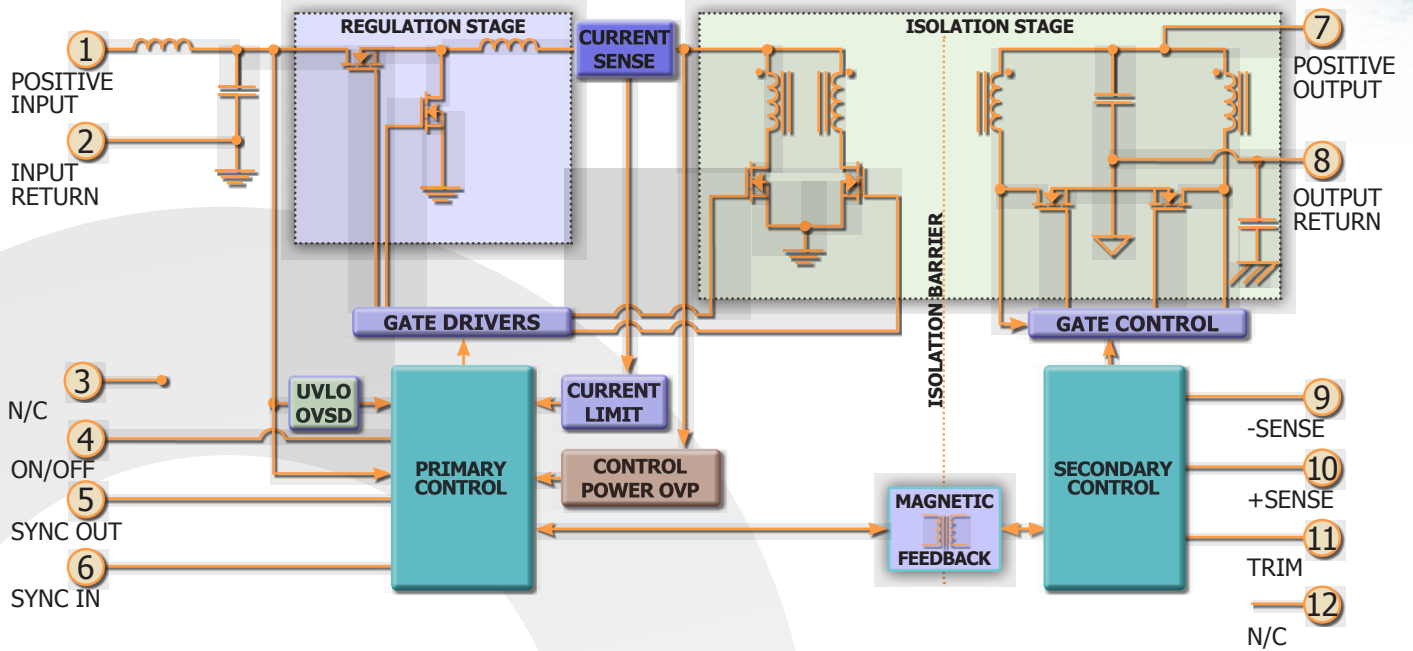 REGULATION STAGE
ISOLATION STAGE
1
POSITIVE
INPUT
2
INPUT
RETURN
CURRENT
SENSE
7
POSITIVE
OUTPUT
8
OUTPUT
RETURN
ISOLATION BARRIER
GATE DRIVERS
GATE CONTROL
3
N/C
4
ON/OFF
5
SYNC OUT
6
SYNC IN
UVLO
OVSD
PRIMARY
CONTROL
CURRENT
LIMIT
CONTROL
POWER OVP
MAGNETIC
FEEDBACK
SECONDARY
CONTROL
9
-SENSE
10
+SENSE
11
TRIM
12
N/C